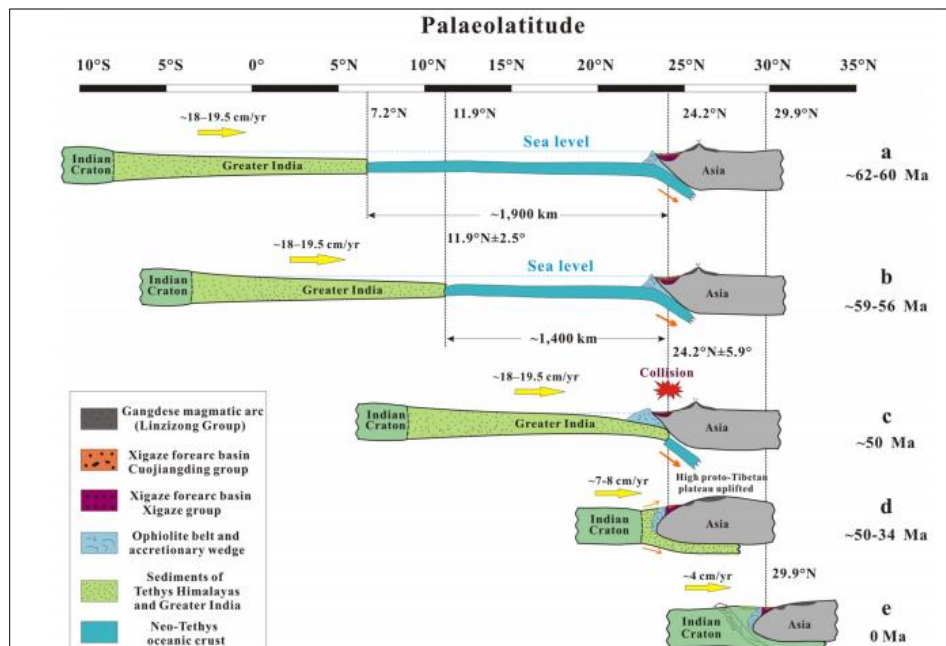 Palaeolatitude
10°S 5°S 0° 5°N 10°N 15°N 20°N 25°N 30°N 35°N
7.2°N 11.9°N 24.2°N 29.9°N
~18–19.5 cm/yr
Sea level
Indian
Craton
Greater India
Asia
a
~62-60 Ma
~1,900 km
11.9°N±2.5°
~18–19.5 cm/yr
Sea level
Indian
Craton
Greater India
Asia
b
~59-56 Ma
~1,400 km
24.2°N±5.9°
Collision
~18–19.5 cm/yr
Indian
Craton
Greater India
Asia
c
~50 Ma
High proto-Tibetan
plateau uplifted
~7-8 cm/yr
Indian
Craton
Asia
d
~50-34 Ma
29.9°N
~4 cm/yr
Indian
Craton
Asia
e
0 Ma
Gangdese magmatic arc
(Linzizong Group)
Xigaze forearc basin
Cuojiangding group
Xigaze forearc basin
Xigaze group
Ophiolite belt and
accretionary wedge
Sediments of
Tethys Himalayas
and Greater India
Neo-Tethys
oceanic crust